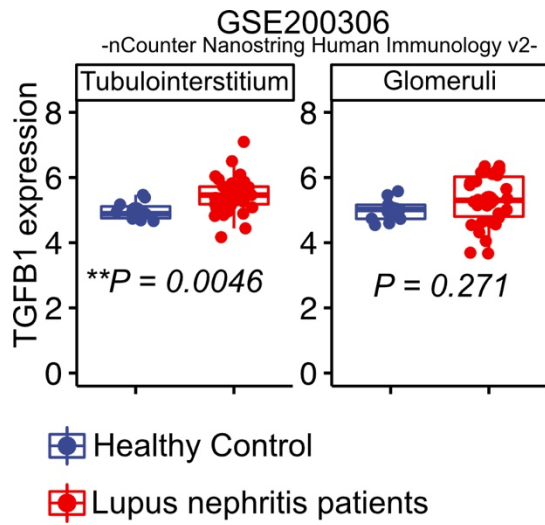 GSE200306
-nCounter Nanostring Human Immunology v2-
Tubulointerstitium Glomeruli
TGFB1 expression
8 8
6 6
4 4
**P = 0.0046 P = 0.271
2 2
0 0
Healthy Control
Lupus nephritis patients